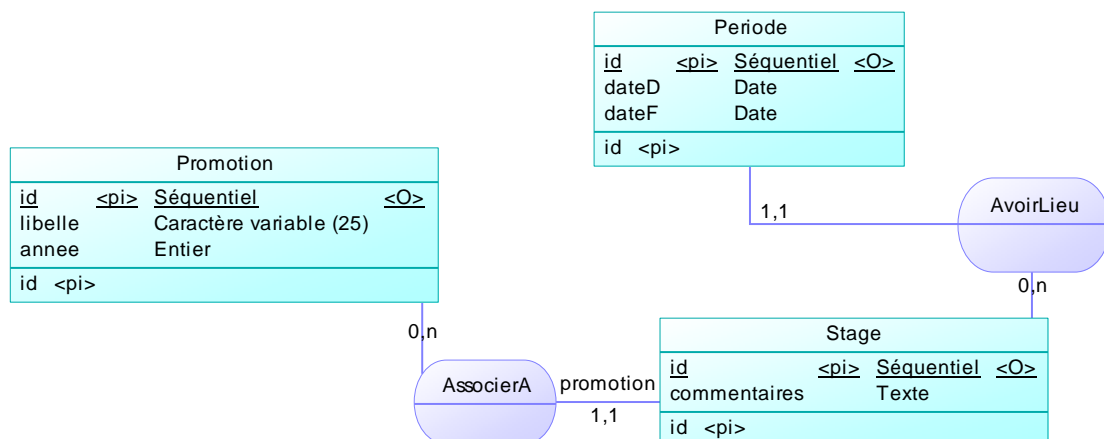 Periode
id <pi> Séquentiel <O>
dateD Date
dateF Date
id <pi>
Promotion
id <pi> Séquentiel <O>
libelle Caractère variable (25)
annee Entier
id <pi>
1,1
AvoirLieu
0,n
0,n
AssocierA
promotion
1,1
Stage
id <pi> Séquentiel <O>
commentaires Texte
id <pi>